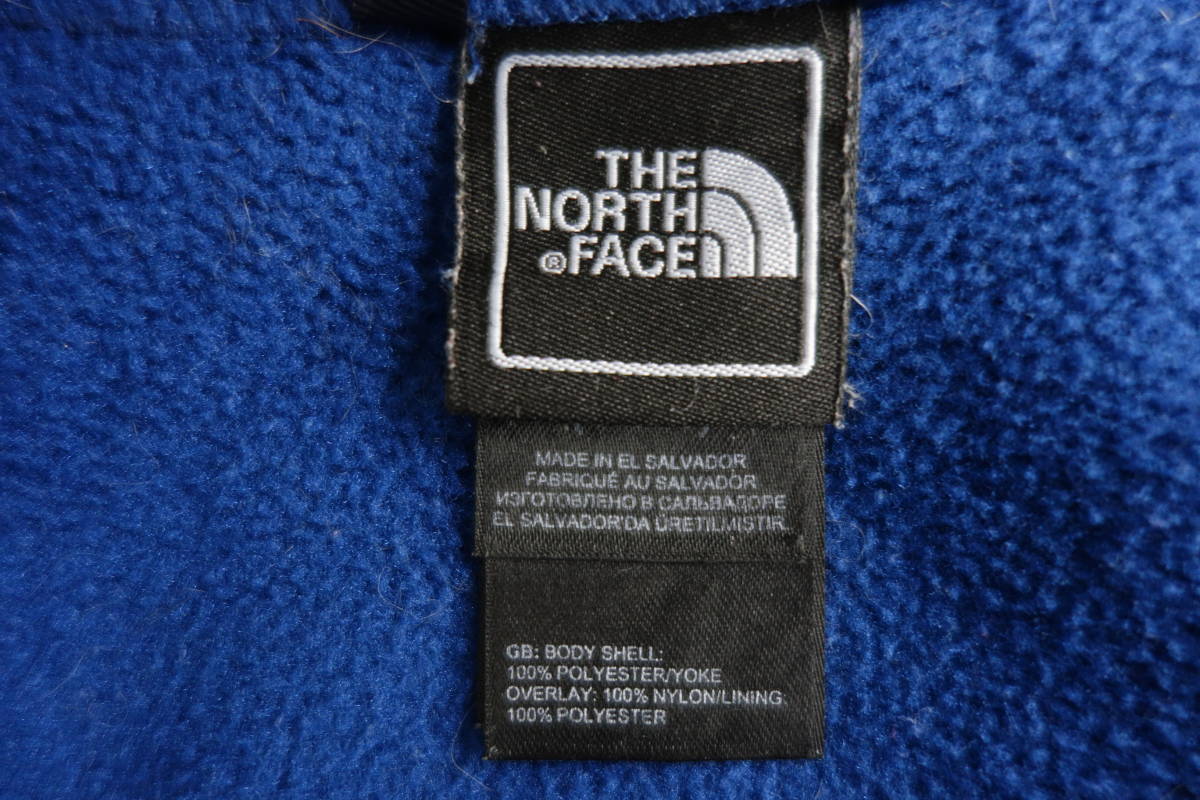 THE
NORTH
®FACE
MADE IN EL SALVADOR
FABRIQUÉ AU SALVADOR
ИЗГОТОВЛЕНО В САЛЬВАДОРЕ
EL SALVADOR'DA ÜRETILMISTIR.
GB: BODY SHELL:
100% POLYESTER/YOKE
OVERLAY: 100% NYLON/LINING:
100% POLYESTER